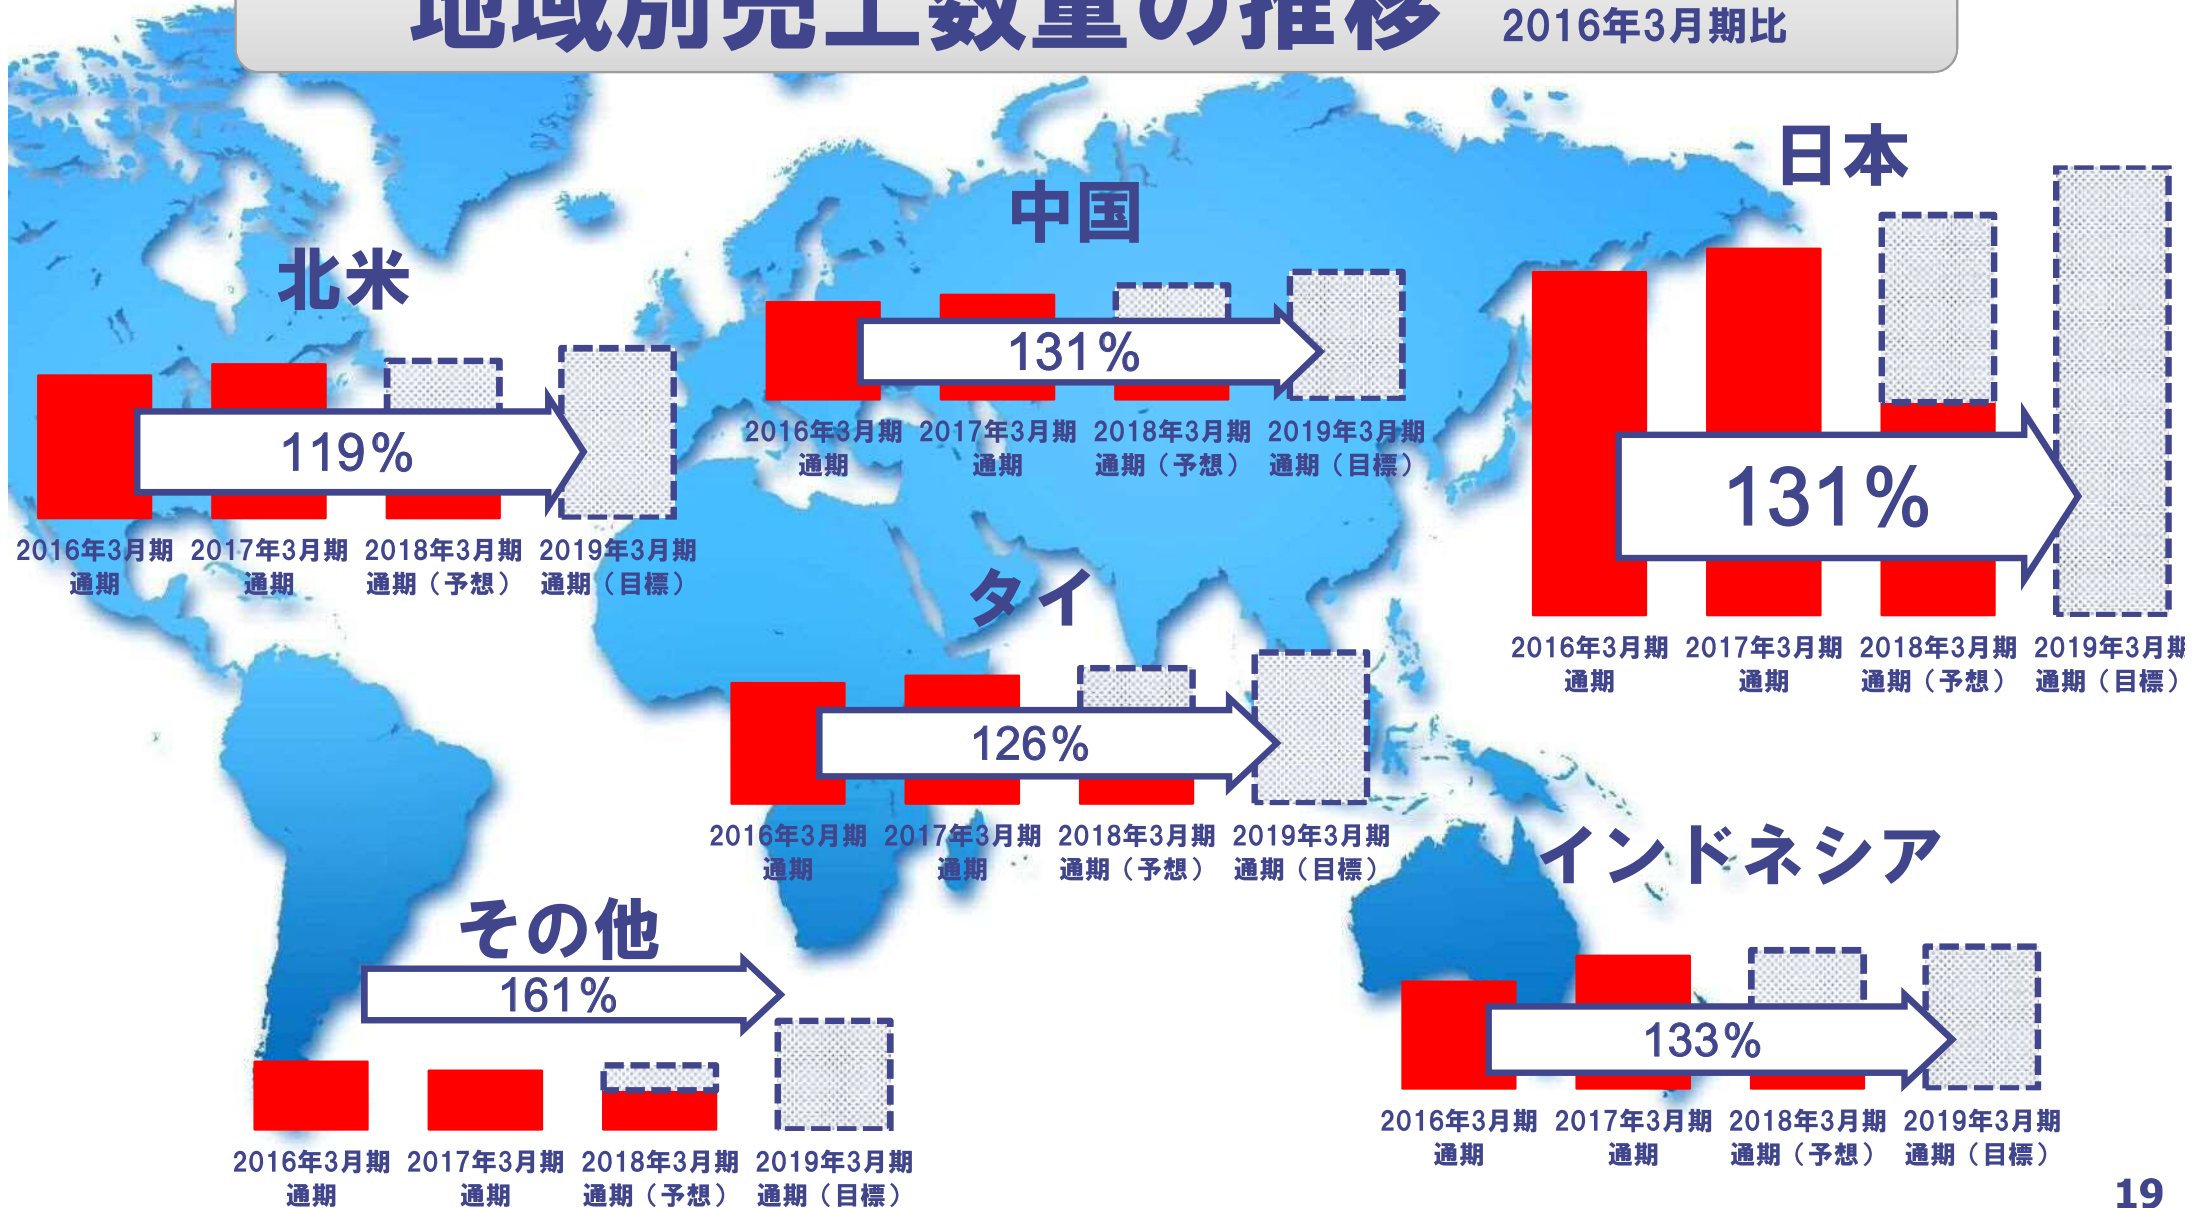 地域別売上数量の推移 2016年3月期比
日本
中国
北米
131%
2016年3月期 2017年3月期 2018年3月期 2019年3月期
通期 通期 通期（予想） 通期（目標）
119%
2016年3月期 2017年3月期 2018年3月期 2019年3月期
通期 通期 通期（予想） 通期（目標）
131%
2016年3月期 2017年3月期 2018年3月期 2019年3月期
通期 通期 通期（予想） 通期（目標）
タイ
126%
2016年3月期 2017年3月期 2018年3月期 2019年3月期
通期 通期 通期（予想） 通期（目標）
インドネシア
133%
2016年3月期 2017年3月期 2018年3月期 2019年3月期
通期 通期 通期（予想） 通期（目標）
その他
161%
2016年3月期 2017年3月期 2018年3月期 2019年3月期
通期 通期 通期（予想） 通期（目標）
19